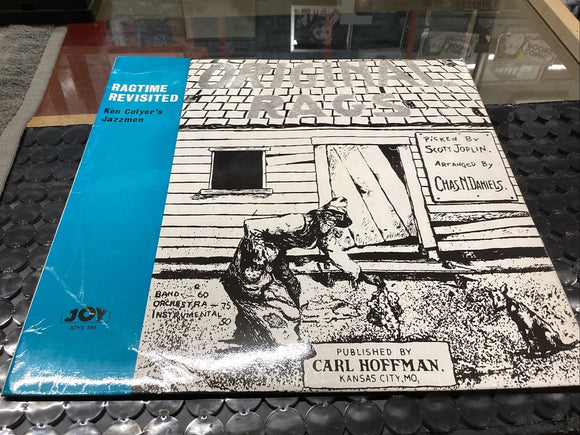 RAGTIME
REVISITED
Ken Colyer's
Jazzmen
ORIGINAL
RAGS
PICKED BY
SCOTT JOPLIN.
ARRANGED BY
CHAS. N. DANIELS.
BAND — 60
ORCHESTRA — 75
INSTRUMENTAL
50
JOY
JOYS 194
PUBLISHED BY
CARL HOFFMAN.
KANSAS CITY, MO.